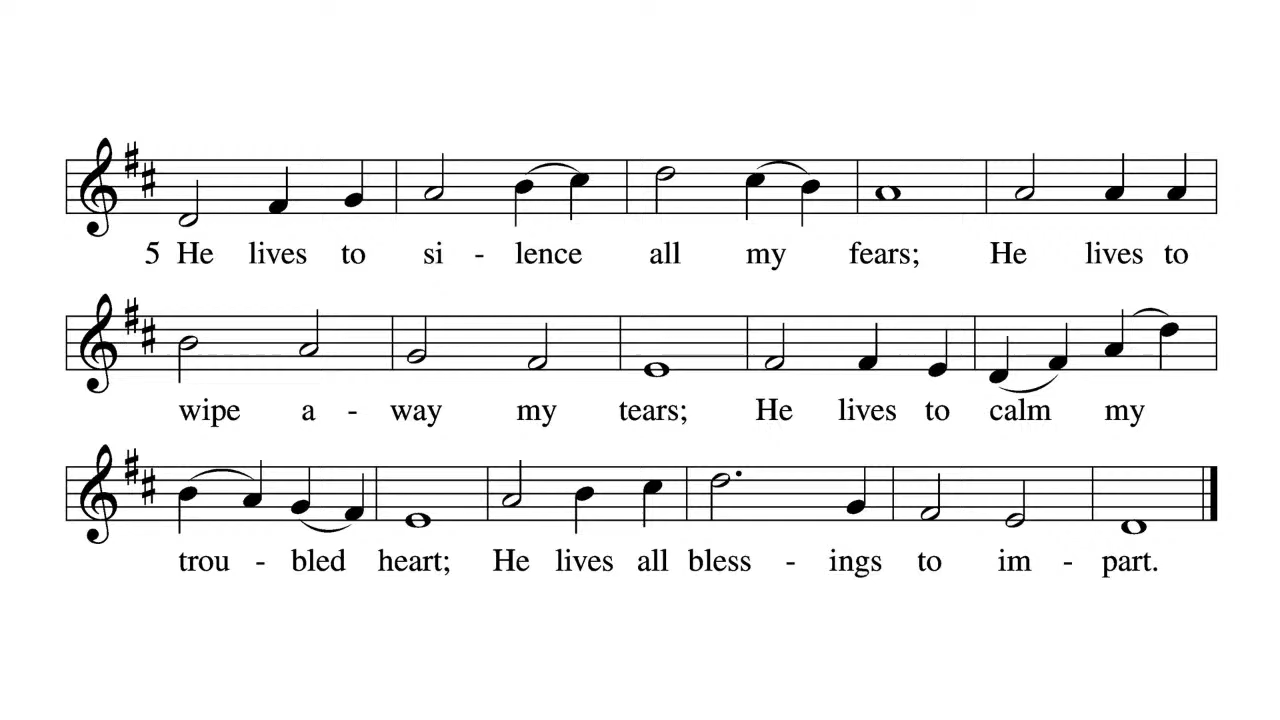 5 He lives to si - lence all my fears; He lives to
wipe a - way my tears; He lives to calm my
trou - bled heart; He lives all bless - ings to im - part.